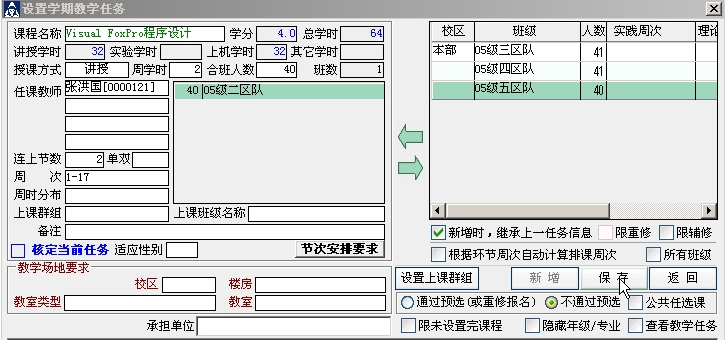 设置学期教学任务
课程名称 Visual FoxPro程序设计 学分 4.0 总学时 64
讲授学时 32 实验学时 上机学时 32 其它学时
授课方式 讲授 周学时 2 合班人数 40 班数 1
任课教师 张洪国[0000121]
40 05级二区队
连上节数 2 单双
周 次 1-17
周时分布
上课群组 上课班级名称
备注
核定当前任务 适应性别 节次安排要求
教学场地要求
校区 楼房
教室类型 教室
承担单位
校区 班级 人数 实践周次 理论
本部 05级三区队 41
05级四区队 41
05级五区队 40
新增时，继承上一任务信息 限重修 限辅修
根据环节周次自动计算排课周次 所有班级
设置上课群组 新 增 保 存 返 回
通过预选(或重修报名) 不通过预选 公共任选课
限未设置完课程 隐藏年级/专业 查看教学任务